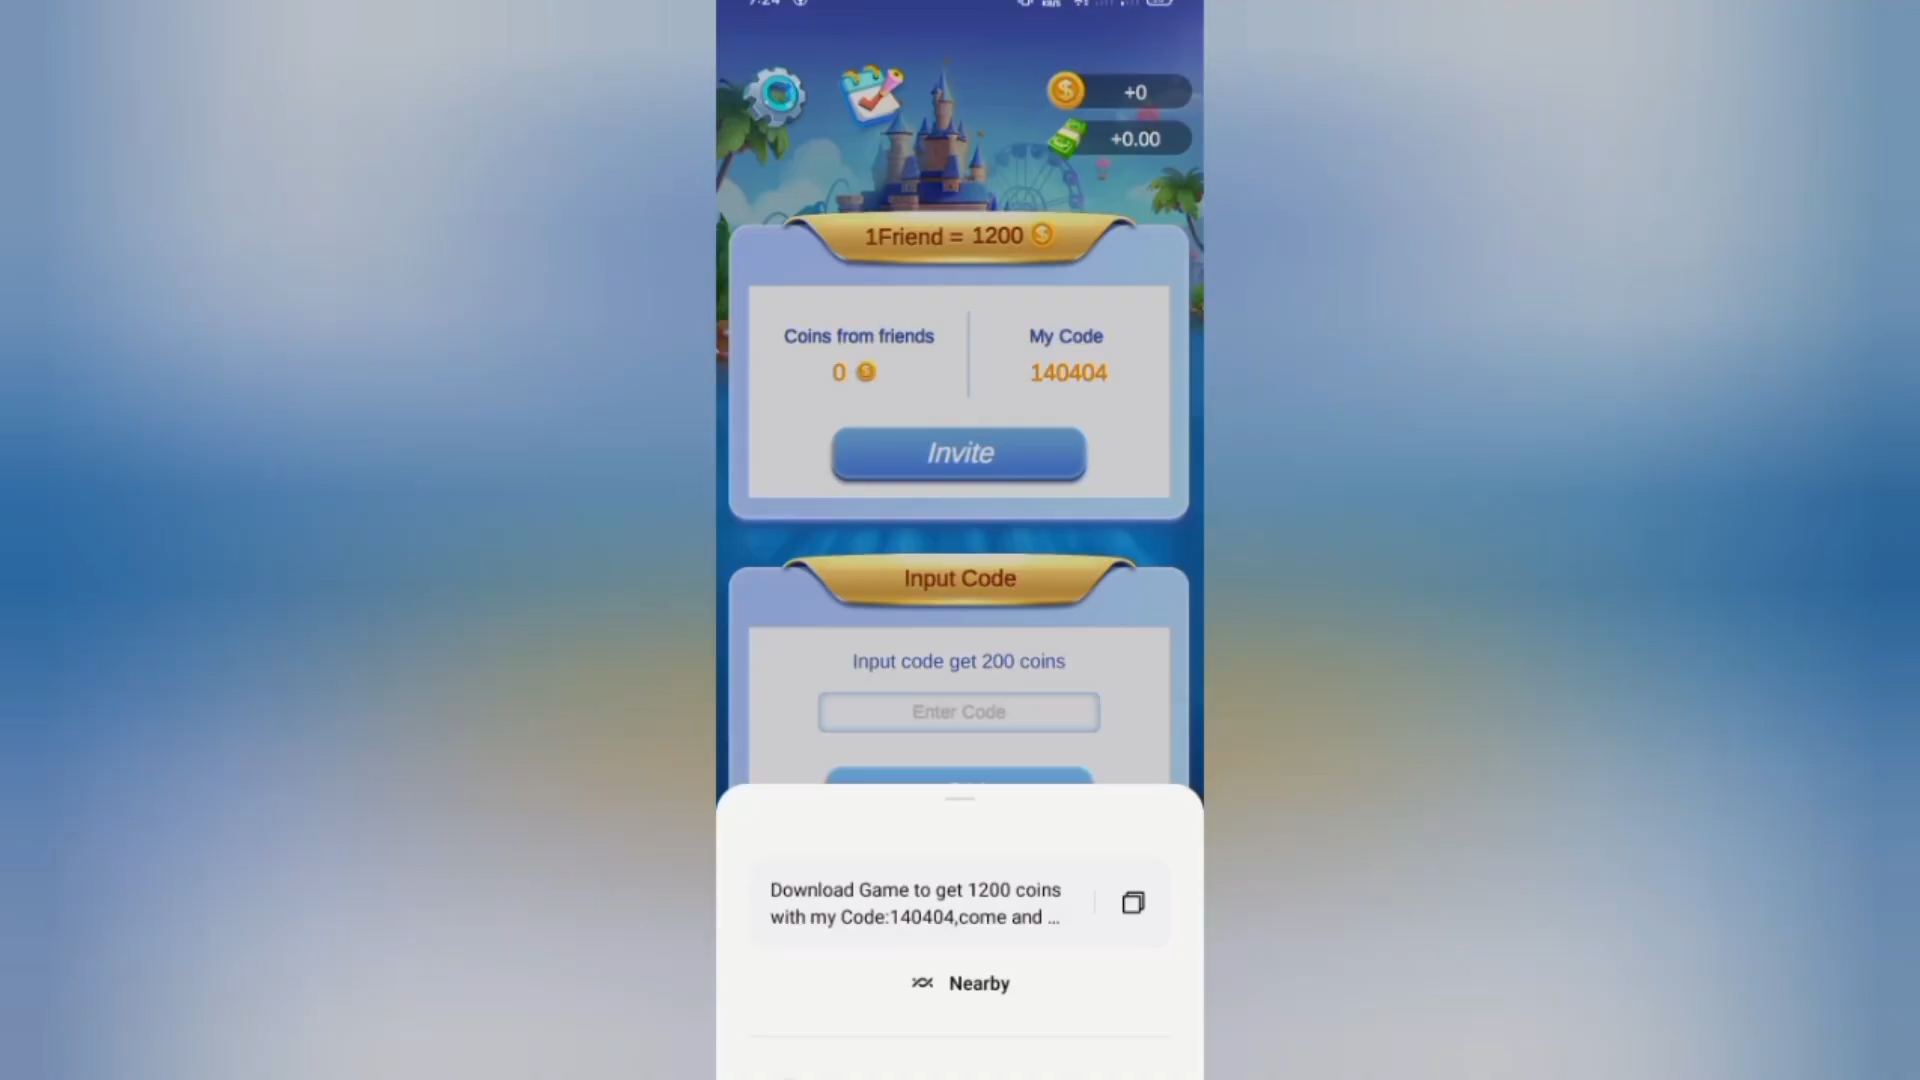 +0
+0.00
1Friend = 1200
Coins from friends
My Code
0
140404
Invite
Input Code
Input code get 200 coins
Enter Code
Download Game to get 1200 coins
with my Code:140404,come and ...
Nearby